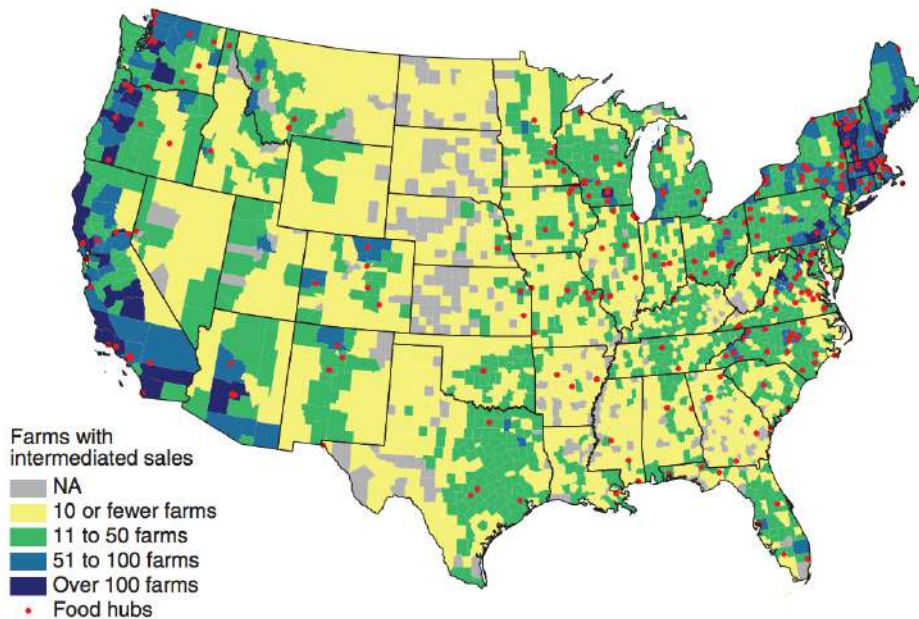 Farms with
intermediated sales
NA
10 or fewer farms
11 to 50 farms
51 to 100 farms
Over 100 farms
Food hubs